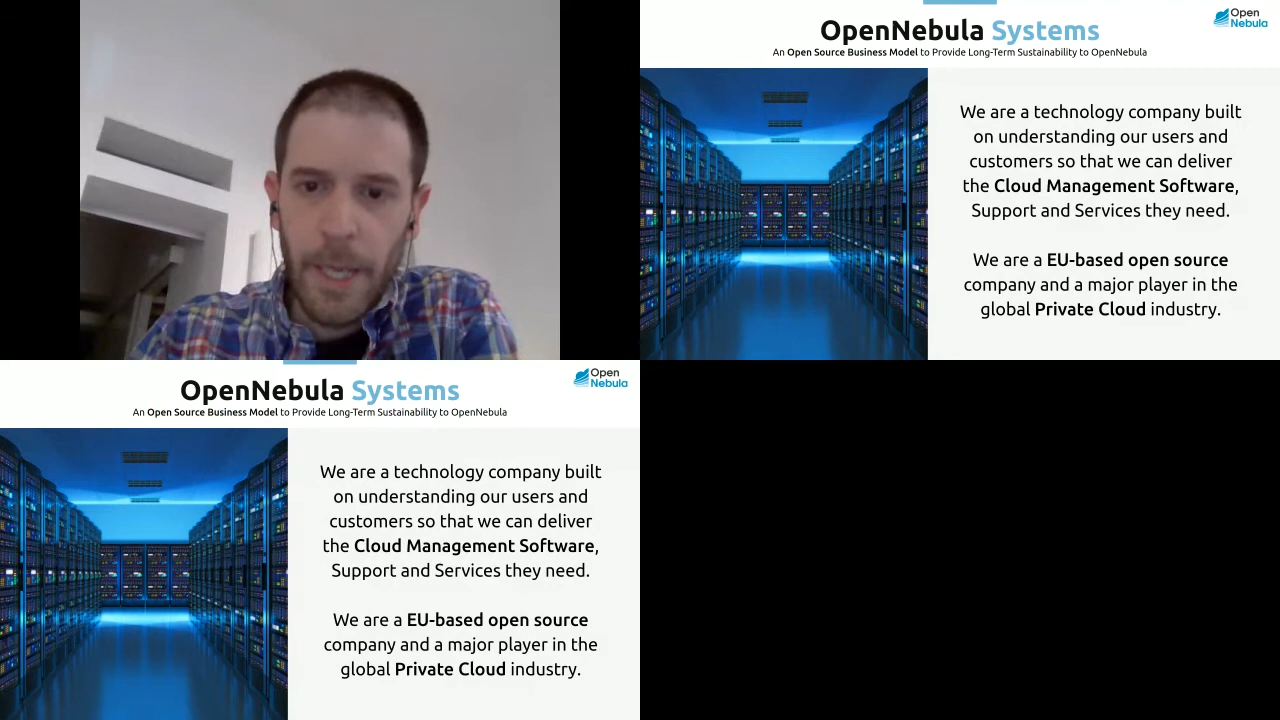 OpenNebula Systems
Open
Nebula
An Open Source Business Model to Provide Long-Term Sustainability to OpenNebula
We are a technology company built
on understanding our users and
customers so that we can deliver
the Cloud Management Software,
Support and Services they need.
We are a EU-based open source
company and a major player in the
global Private Cloud industry.
OpenNebula Systems
Open
Nebula
An Open Source Business Model to Provide Long-Term Sustainability to OpenNebula
We are a technology company built
on understanding our users and
customers so that we can deliver
the Cloud Management Software,
Support and Services they need.
We are a EU-based open source
company and a major player in the
global Private Cloud industry.